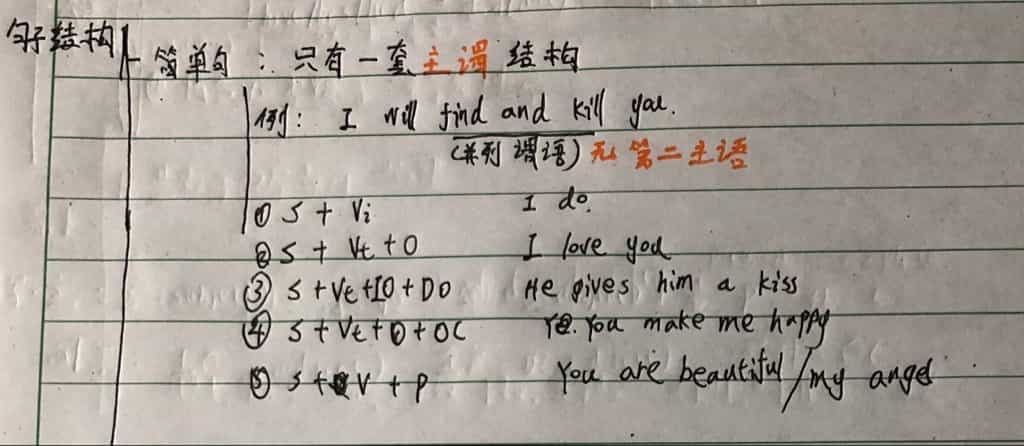 句子结构
简单句：只有一套主谓结构
例：I will find and kill you.
(并列谓语) 无第二主语
① S + Vi I do.
② S + Vt + O I love you
③ S + Vt + IO + DO He gives him a kiss
④ S + Vt + O + OC You make me happy
⑤ S + V + P You are beautiful / my angel